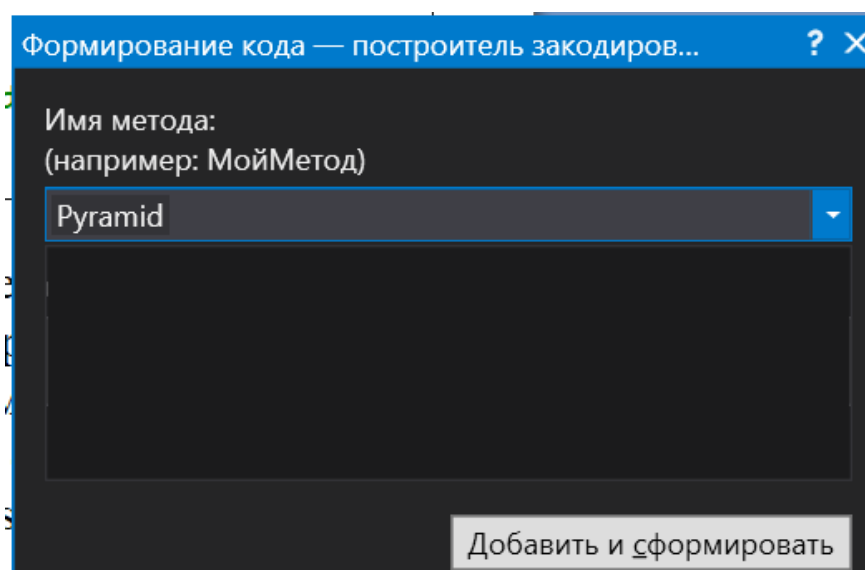 Формирование кода — построитель закодиров...
Имя метода:
(например: МойМетод)
Pyramid
Добавить и сформировать